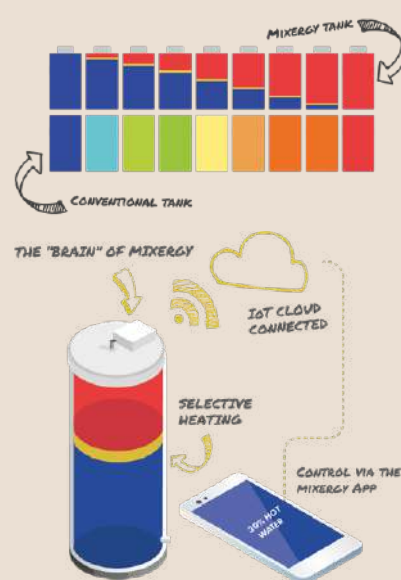 MIXERGY TANK
CONVENTIONAL TANK
THE "BRAIN" OF MIXERGY
IOT CLOUD
CONNECTED
SELECTIVE
HEATING
CONTROL VIA THE
MIXERGY APP
30% HOT
WATER